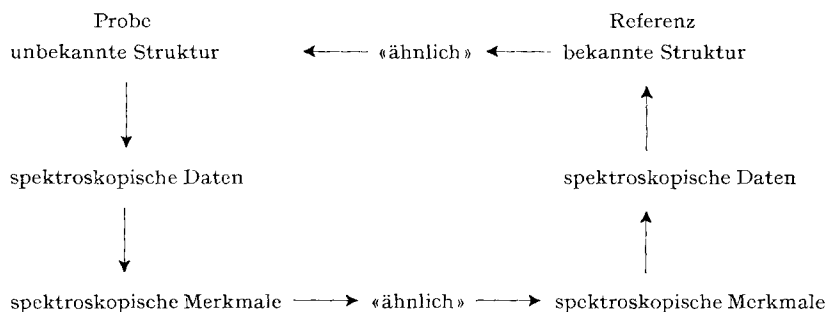 Probe Referenz
unbekannte Struktur «ähnlich» bekannte Struktur
spektroskopische Daten spektroskopische Daten
spektroskopische Merkmale «ähnlich» spektroskopische Merkmale